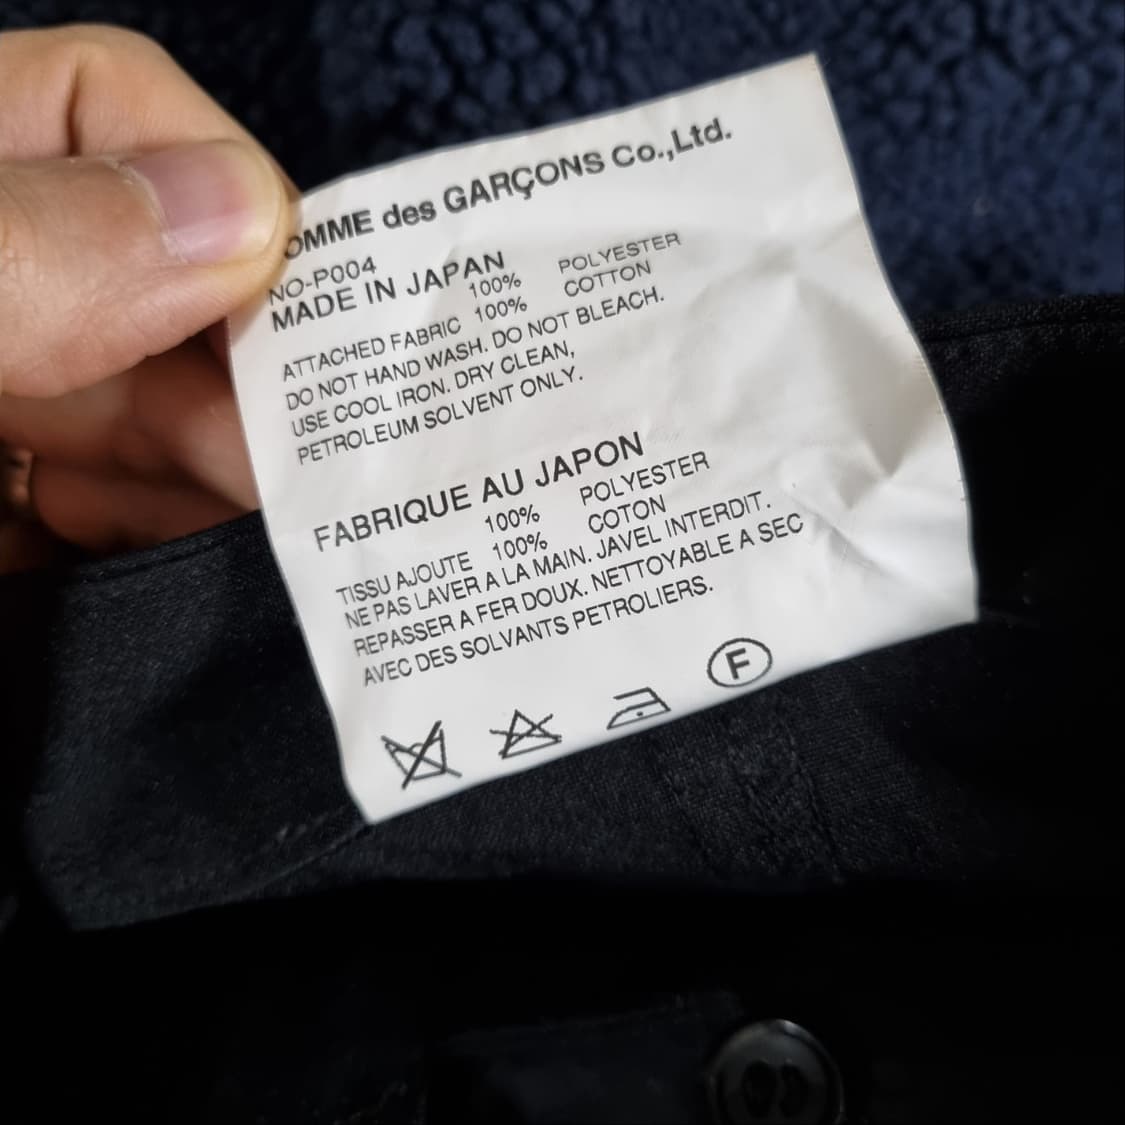 OMME des GARÇONS Co.,Ltd.
NO-P004
MADE IN JAPAN
100% POLYESTER
ATTACHED FABRIC 100% COTTON
DO NOT HAND WASH. DO NOT BLEACH.
USE COOL IRON. DRY CLEAN,
PETROLEUM SOLVENT ONLY.
FABRIQUE AU JAPON
100% POLYESTER
TISSU AJOUTE 100% COTON
NE PAS LAVER A LA MAIN. JAVEL INTERDIT.
REPASSER A FER DOUX. NETTOYABLE A SEC
AVEC DES SOLVANTS PETROLIERS.
F